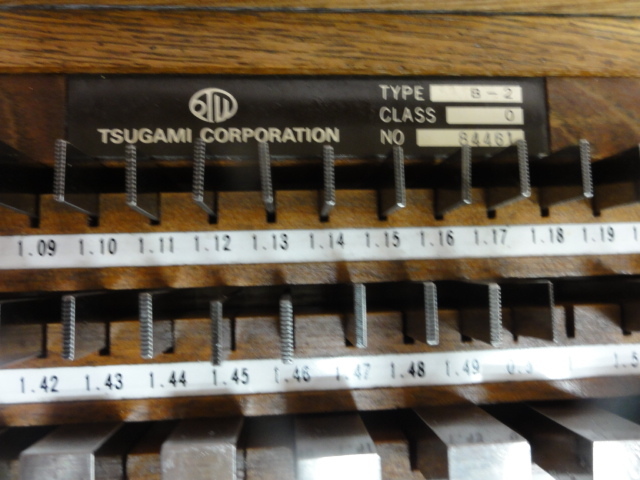 TYPE B-2
CLASS 0
TSUGAMI CORPORATION
NO 84461
1.09 1.10 1.11 1.12 1.13 1.14 1.15 1.16 1.17 1.18 1.19
1.42 1.43 1.44 1.45 1.46 1.47 1.48 1.49